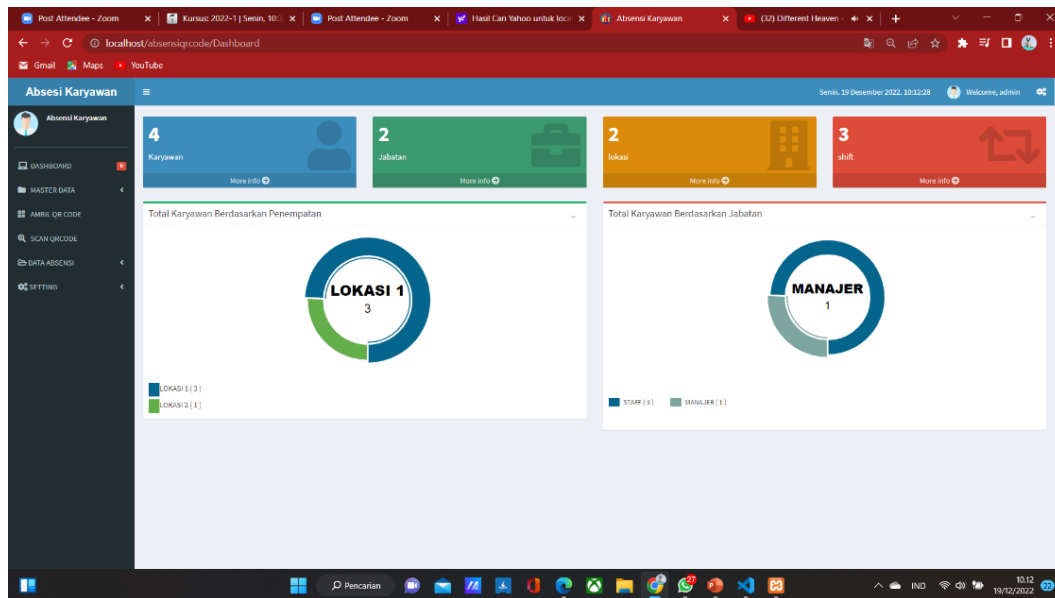 Post Attendee - Zoom
Kursus: 2022-1 | Senin, 10:3
Post Attendee - Zoom
Hasil Cari Yahoo untuk loca
Absensi Karyawan
(32) Different Heaven -
localhost/absensiqrcode/Dashboard
Gmail
Maps
YouTube
Absesi Karyawan
Senin, 19 Desember 2022, 10:12:28
Welcome, admin
Absensi Karyawan
DASHBOARD
MASTER DATA
AMBIL QR CODE
SCAN QRCODE
DATA ABSENSI
SETTING
4
Karyawan
More info
2
Jabatan
More info
2
lokasi
More info
3
shift
More info
Total Karyawan Berdasarkan Penempatan
LOKASI 1
3
LOKASI 1 ( 3 )
LOKASI 2 ( 1 )
Total Karyawan Berdasarkan Jabatan
MANAJER
1
STAFF ( 3 )
MANAJER ( 1 )
Pencarian
27
IND
10.12
19/12/2022
22